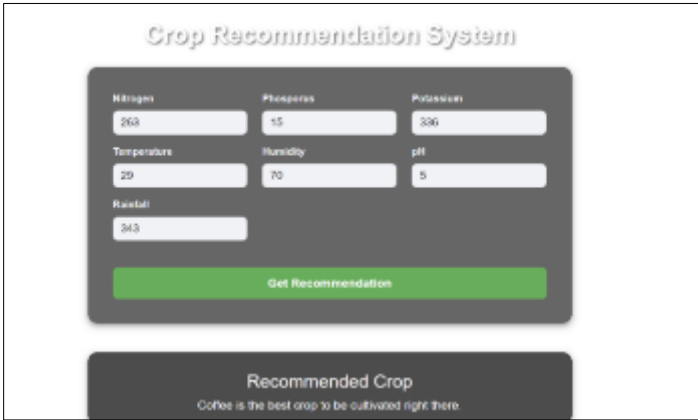 Crop Recommendation System
Nitrogen Phosporus Potassium
263 15 336
Temperature Humidity pH
29 70 5
Rainfall
343
Get Recommendation
Recommended Crop
Coffee is the best crop to be cultivated right there.